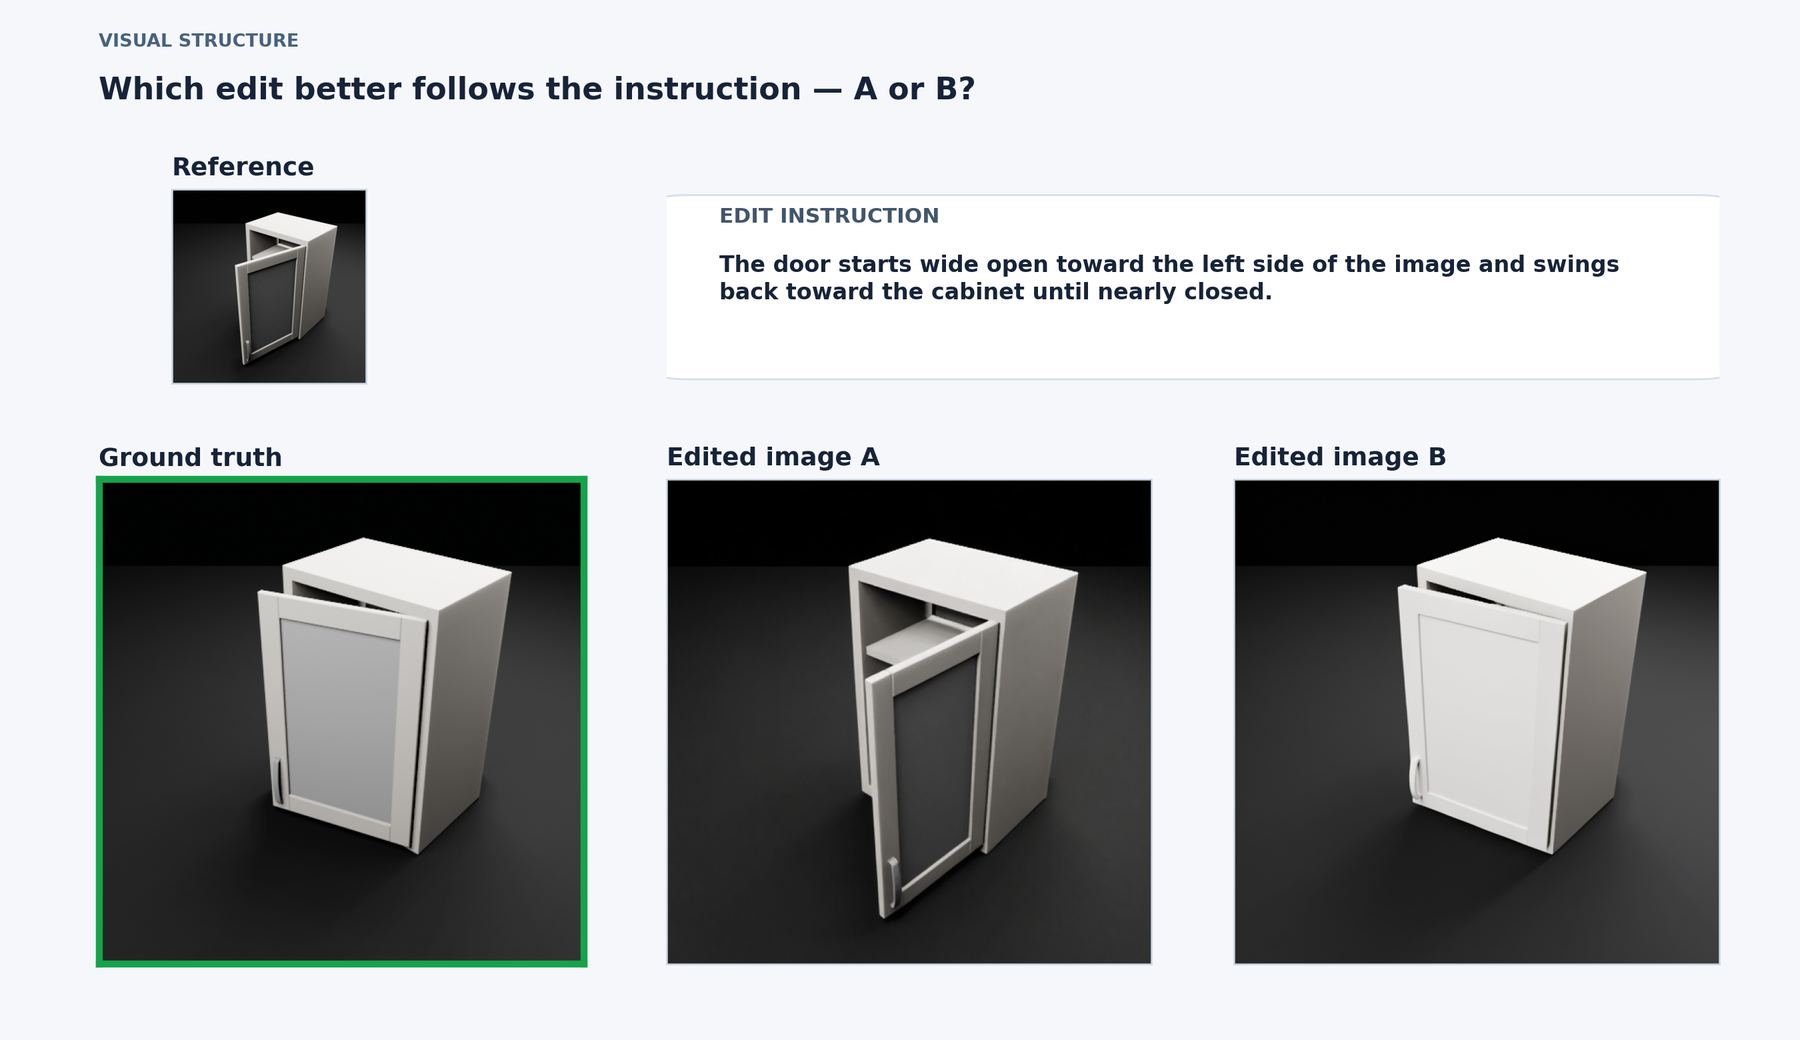 VISUAL STRUCTURE
Which edit better follows the instruction — A or B?
Reference
EDIT INSTRUCTION
The door starts wide open toward the left side of the image and swings
back toward the cabinet until nearly closed.
Ground truth
Edited image A
Edited image B